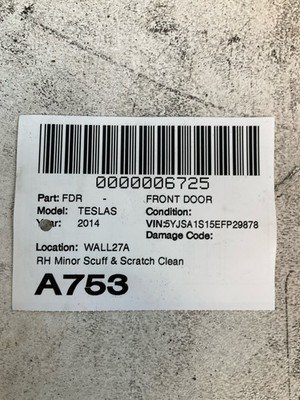 0000006725
Part: FDR - FRONT DOOR
Model: TESLAS Condition:
Year: 2014 VIN:5YJSA1S15EFP29878
Damage Code:
Location: WALL27A
RH Minor Scuff & Scratch Clean
A753